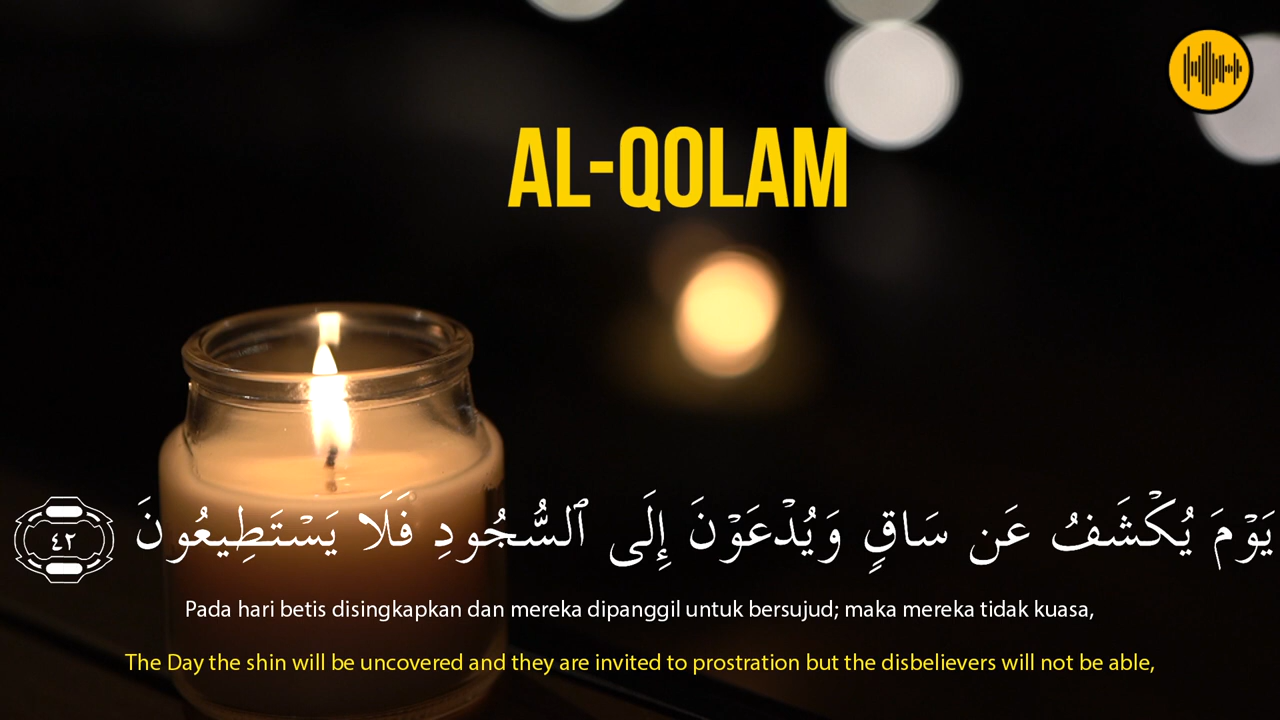 AL-QOLAM
يَوْمَ يُكْشَفُ عَن سَاقٍ وَيُدْعَوْنَ إِلَى ٱلسُّجُودِ فَلَا يَسْتَطِيعُونَ ٤٢
Pada hari betis disingkapkan dan mereka dipanggil untuk bersujud; maka mereka tidak kuasa,
The Day the shin will be uncovered and they are invited to prostration but the disbelievers will not be able,